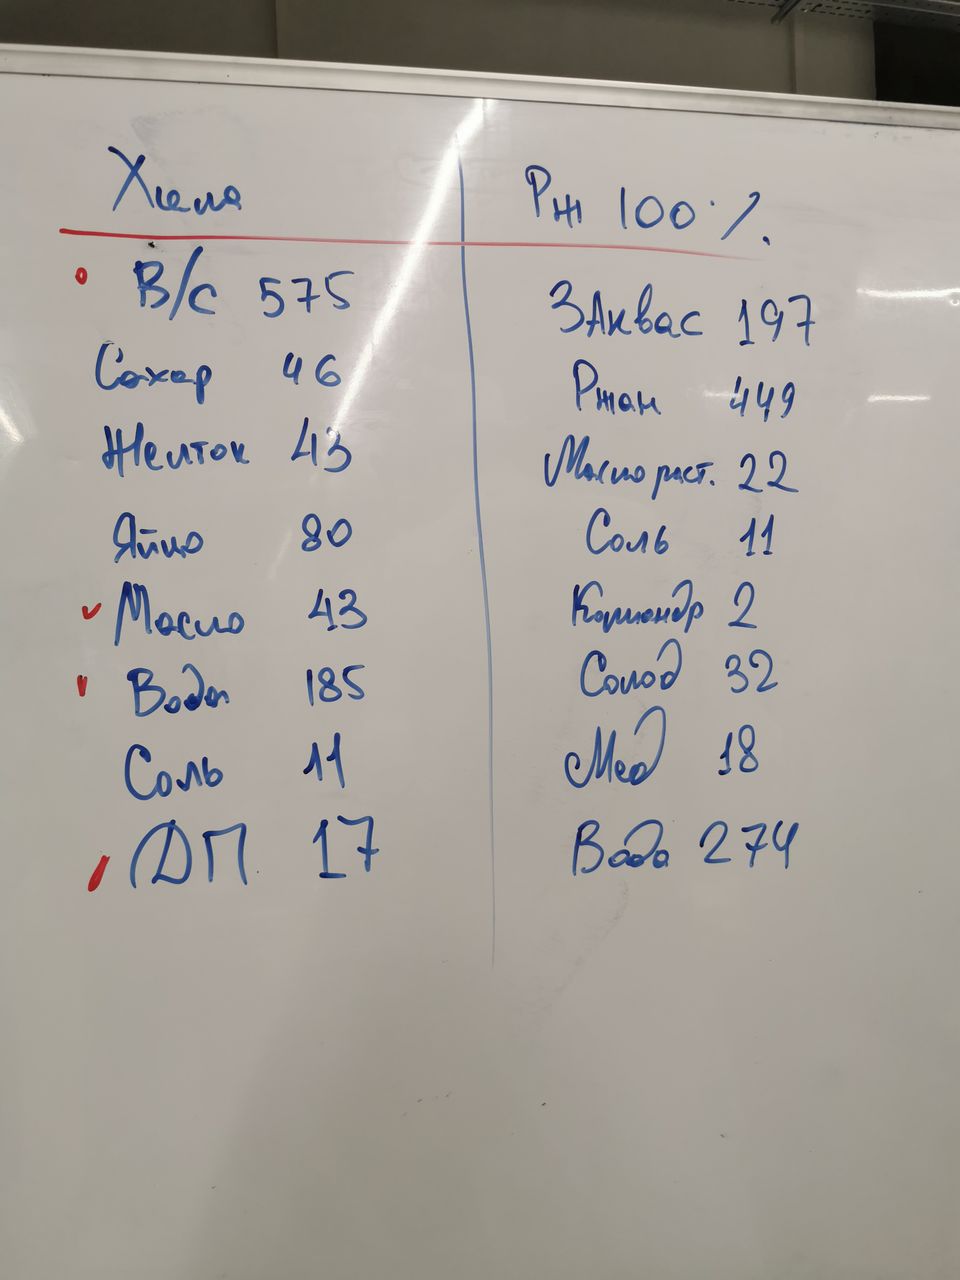 Хала
В/С 575
Сахар 46
Желток 43
Яйцо 80
Масло 43
Вода 185
Соль 11
ДП 17
Рж 100%.
ЗАквас 197
Ржан 449
Масло раст. 22
Соль 11
Кориандр 2
Солод 32
Мед 18
Вода 274